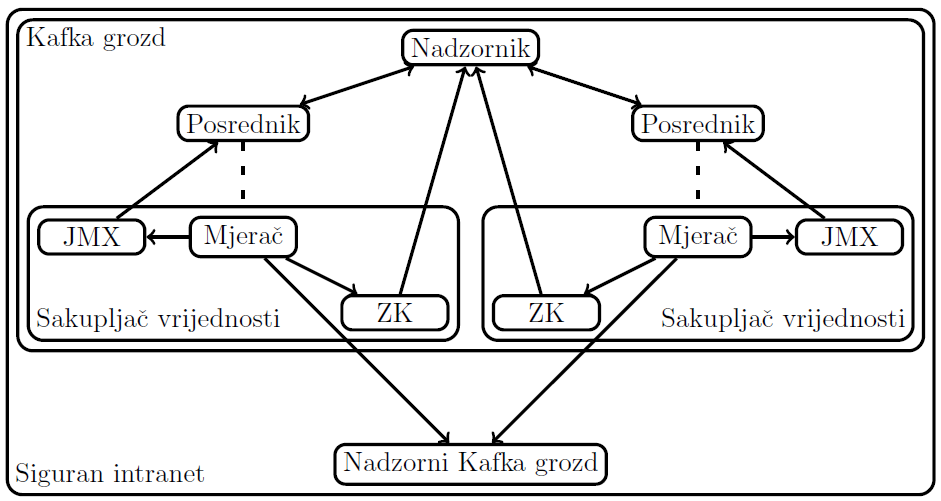 Kafka grozd
Nadzornik
Posrednik
Posrednik
JMX
Mjerač
Mjerač
JMX
ZK
ZK
Sakupljač vrijednosti
Sakupljač vrijednosti
Nadzorni Kafka grozd
Siguran intranet